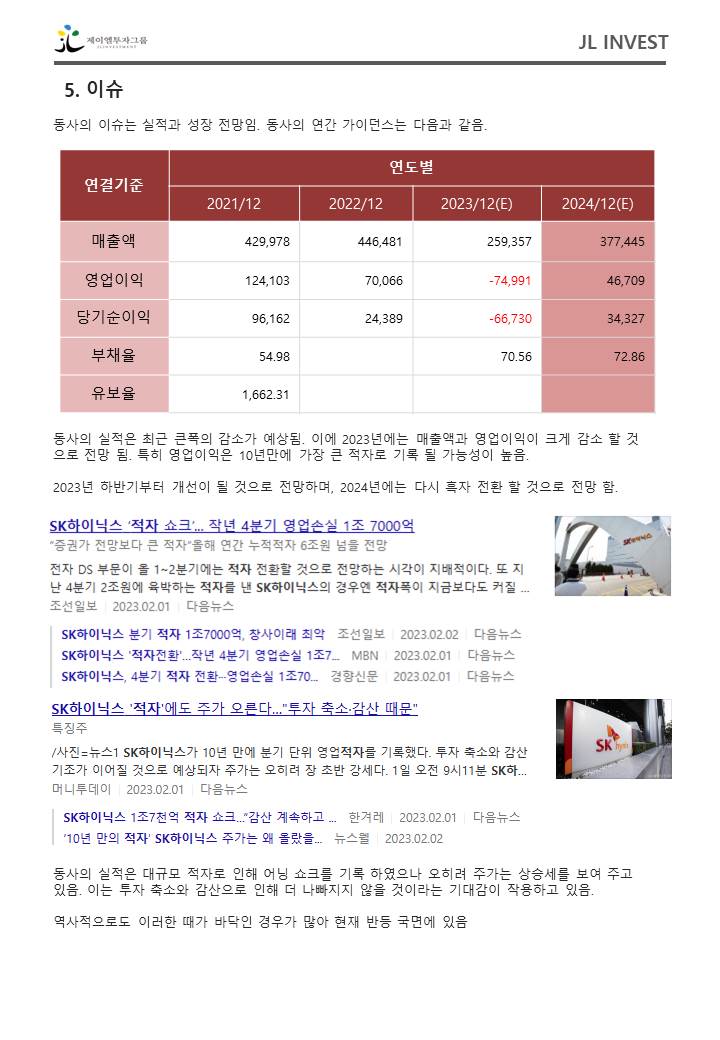 제이엠투자그룹
JLINVESTMENT
JL INVEST
5. 이슈
동사의 이슈는 실적과 성장 전망임. 동사의 연간 가이던스는 다음과 같음.
연결기준 연도별
2021/12 2022/12 2023/12(E) 2024/12(E)
매출액 429,978 446,481 259,357 377,445
영업이익 124,103 70,066 -74,991 46,709
당기순이익 96,162 24,389 -66,730 34,327
부채율 54.98 70.56 72.86
유보율 1,662.31
동사의 실적은 최근 큰폭의 감소가 예상됨. 이에 2023년에는 매출액과 영업이익이 크게 감소 할 것
으로 전망 됨. 특히 영업이익은 10년만에 가장 큰 적자로 기록 될 가능성이 높음.
2023년 하반기부터 개선이 될 것으로 전망하며, 2024년에는 다시 흑자 전환 할 것으로 전망 함.
SK하이닉스 ‘적자 쇼크’... 작년 4분기 영업손실 1조 7000억
“증권가 전망보다 큰 적자”올해 연간 누적적자 6조원 넘을 전망
전자 DS 부문이 올 1~2분기에는 적자 전환할 것으로 전망하는 시각이 지배적이다. 또 지
난 4분기 2조원에 육박하는 적자를 낸 SK하이닉스의 경우엔 적자폭이 지금보다도 커질 ...
조선일보 2023.02.01 다음뉴스
SK하이닉스
SK하이닉스 분기 적자 1조7000억, 창사이래 최악 조선일보 2023.02.02 다음뉴스
SK하이닉스 '적자전환'...작년 4분기 영업손실 1조7... MBN 2023.02.01 다음뉴스
SK하이닉스, 4분기 적자 전환…영업손실 1조70... 경향신문 2023.02.01 다음뉴스
SK하이닉스 '적자'에도 주가 오른다..."투자 축소·감산 때문"
특징주
/사진=뉴스1 SK하이닉스가 10년 만에 분기 단위 영업적자를 기록했다. 투자 축소와 감산
기조가 이어질 것으로 예상되자 주가는 오히려 장 초반 강세다. 1일 오전 9시11분 SK하...
머니투데이 2023.02.01 다음뉴스
SK hynix
SK하이닉스 1조7천억 적자 쇼크…“감산 계속하고 ... 한겨레 2023.02.01 다음뉴스
‘10년 만의 적자’ SK하이닉스 주가는 왜 올랐을... 뉴스웰 2023.02.02
동사의 실적은 대규모 적자로 인해 어닝 쇼크를 기록 하였으나 오히려 주가는 상승세를 보여 주고
있음. 이는 투자 축소와 감산으로 인해 더 나빠지지 않을 것이라는 기대감이 작용하고 있음.
역사적으로도 이러한 때가 바닥인 경우가 많아 현재 반등 국면에 있음